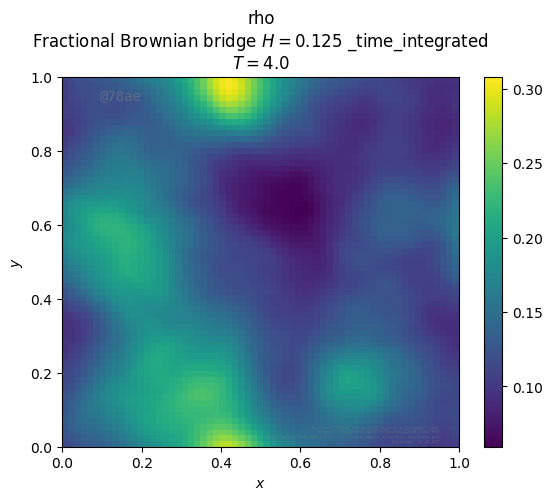 rho
Fractional Brownian bridge H = 0.125 _time_integrated
T = 4.0
@78ae
1.0
0.8
0.6
0.4
0.2
0.0
y
0.0 0.2 0.4 0.6 0.8 1.0
x
0.30
0.25
0.20
0.15
0.10